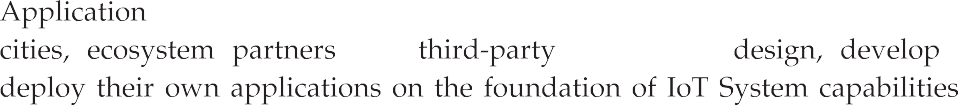 Application
cities, ecosystem partners third-party design, develop
deploy their own applications on the foundation of IoT System capabilities